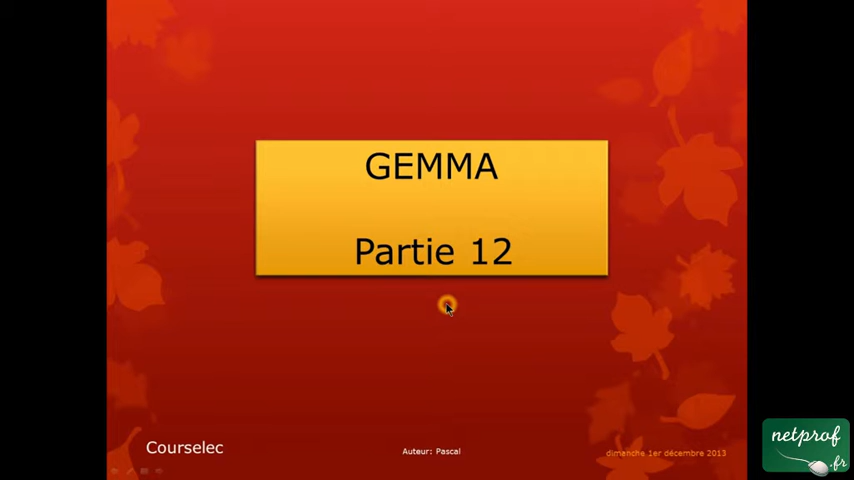 GEMMA
Partie 12
Courselec
Auteur: Pascal
dimanche 1er décembre 2013
netprof
.fr